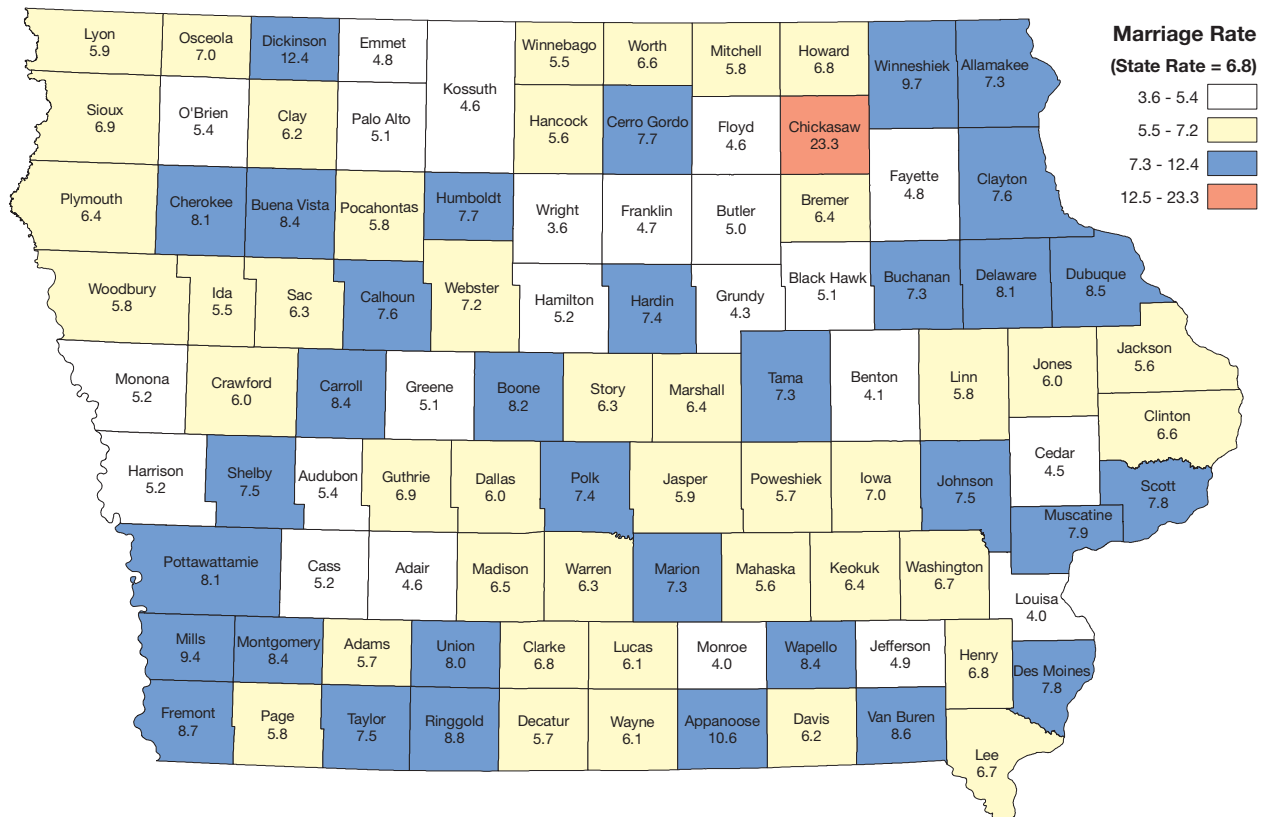 Marriage Rate
(State Rate = 6.8)
3.6 - 5.4
5.5 - 7.2
7.3 - 12.4
12.5 - 23.3
Lyon
5.9
Osceola
7.0
Dickinson
12.4
Emmet
4.8
Kossuth
4.6
Winnebago
5.5
Worth
6.6
Mitchell
5.8
Howard
6.8
Winneshiek
9.7
Allamakee
7.3
Sioux
6.9
O'Brien
5.4
Clay
6.2
Palo Alto
5.1
Hancock
5.6
Cerro Gordo
7.7
Floyd
4.6
Chickasaw
23.3
Fayette
4.8
Clayton
7.6
Plymouth
6.4
Cherokee
8.1
Buena Vista
8.4
Pocahontas
5.8
Humboldt
7.7
Wright
3.6
Franklin
4.7
Butler
5.0
Bremer
6.4
Woodbury
5.8
Ida
5.5
Sac
6.3
Calhoun
7.6
Webster
7.2
Hamilton
5.2
Hardin
7.4
Grundy
4.3
Black Hawk
5.1
Buchanan
7.3
Delaware
8.1
Dubuque
8.5
Monona
5.2
Crawford
6.0
Carroll
8.4
Greene
5.1
Boone
8.2
Story
6.3
Marshall
6.4
Tama
7.3
Benton
4.1
Linn
5.8
Jones
6.0
Jackson
5.6
Clinton
6.6
Harrison
5.2
Shelby
7.5
Audubon
5.4
Guthrie
6.9
Dallas
6.0
Polk
7.4
Jasper
5.9
Poweshiek
5.7
Iowa
7.0
Johnson
7.5
Cedar
4.5
Scott
7.8
Muscatine
7.9
Pottawattamie
8.1
Cass
5.2
Adair
4.6
Madison
6.5
Warren
6.3
Marion
7.3
Mahaska
5.6
Keokuk
6.4
Washington
6.7
Louisa
4.0
Mills
9.4
Montgomery
8.4
Adams
5.7
Union
8.0
Clarke
6.8
Lucas
6.1
Monroe
4.0
Wapello
8.4
Jefferson
4.9
Henry
6.8
Des Moines
7.8
Fremont
8.7
Page
5.8
Taylor
7.5
Ringgold
8.8
Decatur
5.7
Wayne
6.1
Appanoose
10.6
Davis
6.2
Van Buren
8.6
Lee
6.7